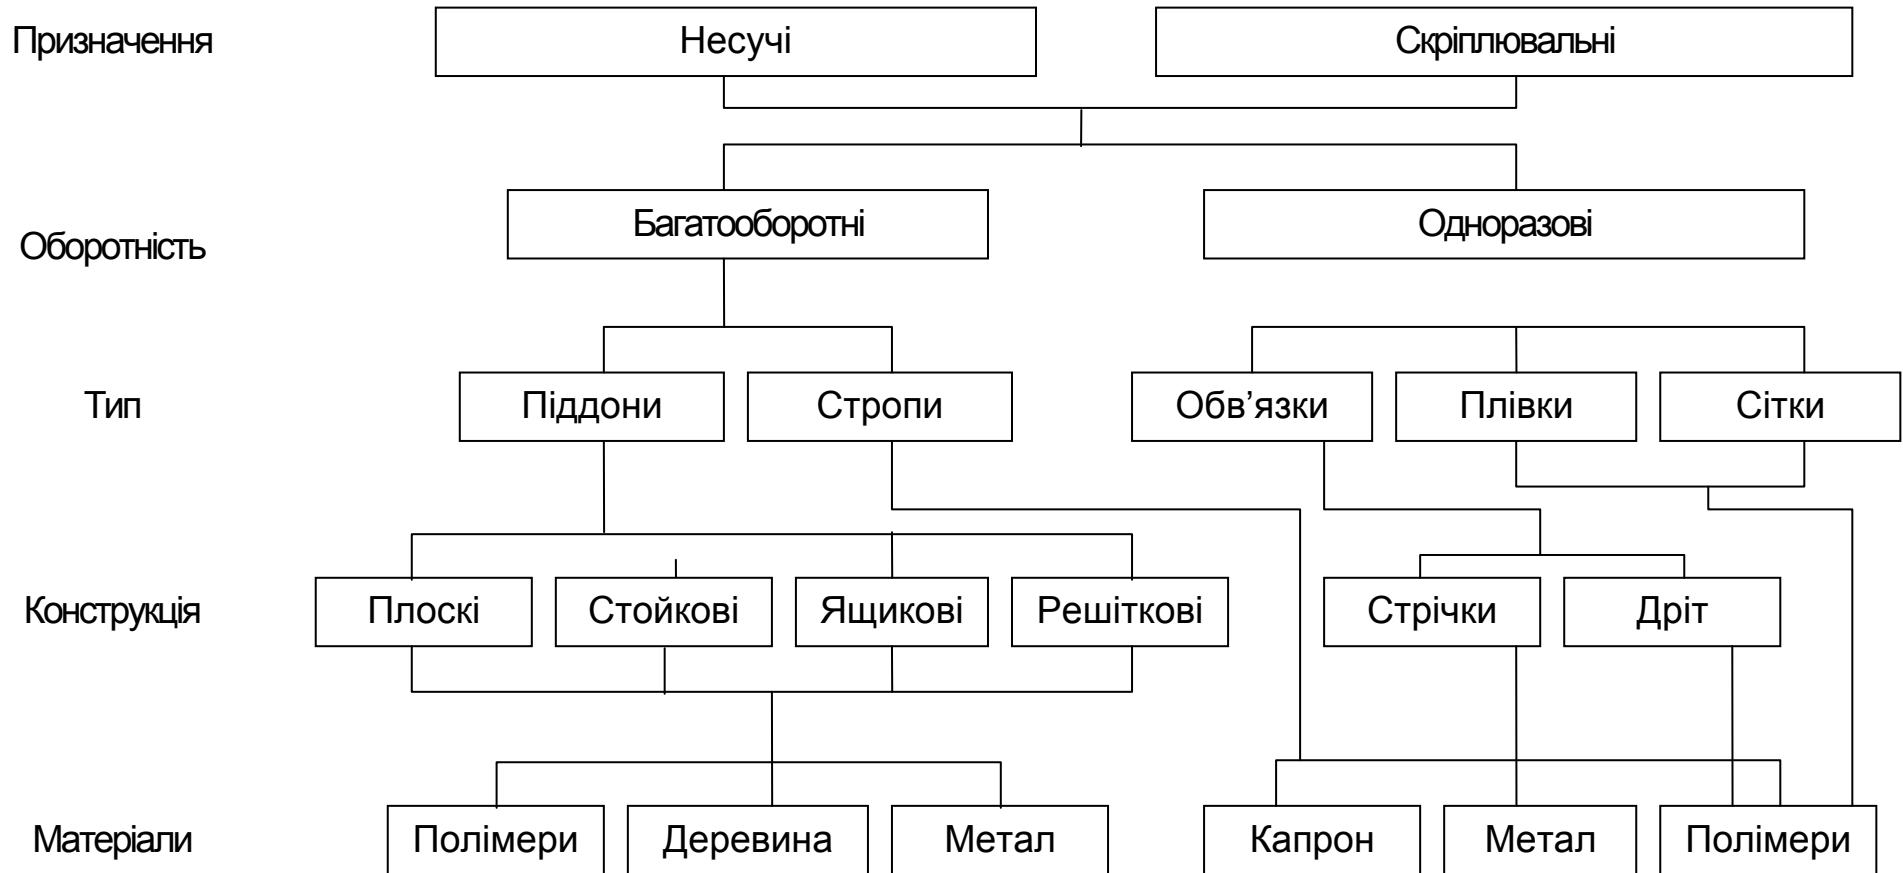 Призначення
Несучі
Скріплювальні
Оборотність
Багатооборотні
Одноразові
Тип
Піддони
Стропи
Обв’язки
Плівки
Сітки
Конструкція
Плоскі
Стойкові
Ящикові
Решіткові
Стрічки
Дріт
Матеріали
Полімери
Деревина
Метал
Капрон
Метал
Полімери